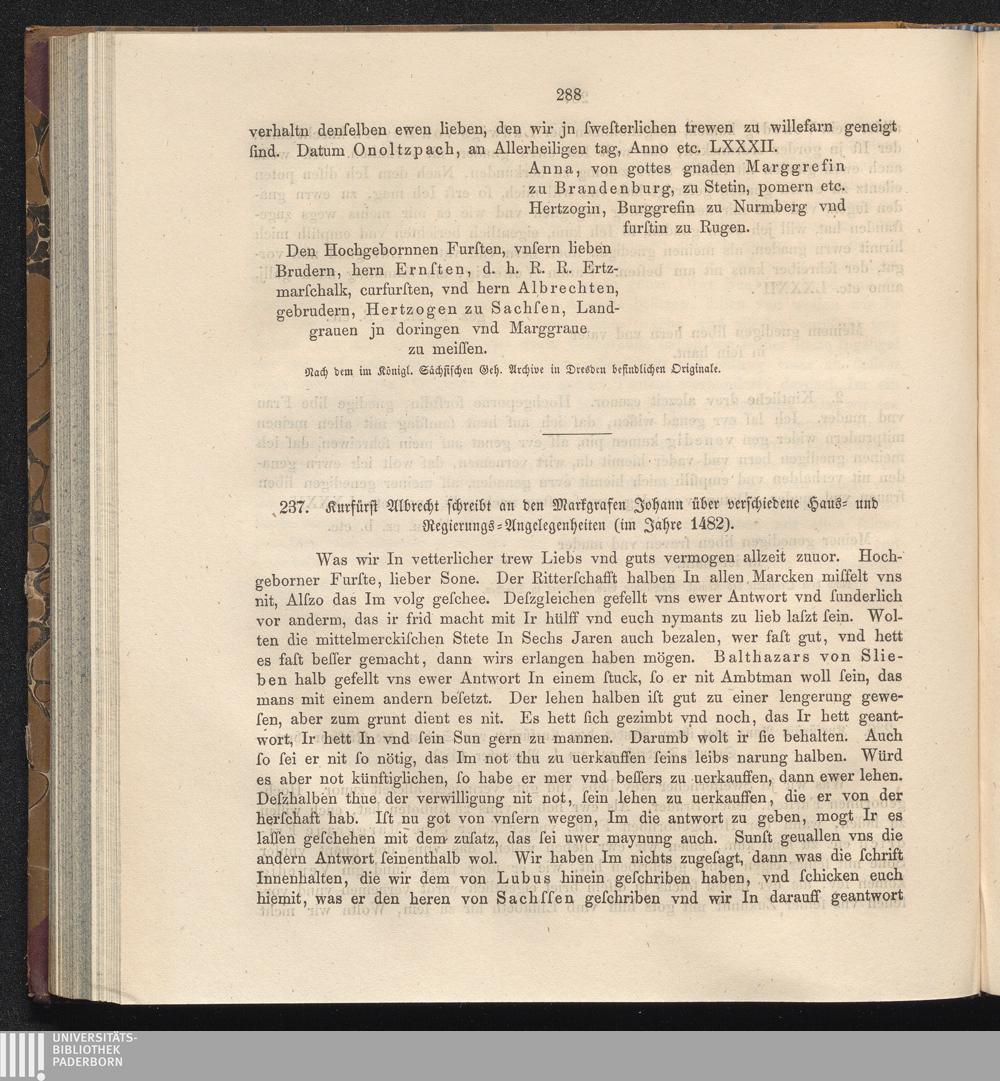 288
verhaltn denſelben ewen lieben, den wir jn ſweſterlichen trewen zu willefarn geneigt
ſind. Datum Onoltzpach, an Allerheiligen tag, Anno etc. LXXXII.
Anna, von gottes gnaden Marggrefin
zu Brandenburg, zu Stetin, pomern etc.
Hertzogin, Burggrefin zu Nurmberg vnd
furſtin zu Rugen.
Den Hochgebornnen Furſten, vnſern lieben
Brudern, hern Ernſten, d. h. R. R. Ertz-
marſchalk, curfurſten, vnd hern Albrechten,
gebrudern, Hertzogen zu Sachſen, Land-
grauen jn doringen vnd Marggraue
zu meiſſen.
Nach dem im Königl. Sächſiſchen Geh. Archive in Dresden befindlichen Originale.
237. Kurfürſt Albrecht ſchreibt an den Markgrafen Johann über verſchiedene Haus- und
Regierungs-Angelegenheiten (im Jahre 1482).
Was wir In vetterlicher trew Liebs vnd guts vermogen allzeit zuuor. Hoch-
geborner Furſte, lieber Sone. Der Ritterſchafft halben In allen Marcken miſſelt vns
nit, Alſzo das Im volg geſchee. Deſzgleichen gefellt vns ewer Antwort vnd ſunderlich
vor anderm, das ir frid macht mit Ir hülff vnd euch nymants zu lieb laſzt ſein. Wol-
ten die mittelmerckiſchen Stete In Sechs Jaren auch bezalen, wer faſt gut, vnd hett
es faſt beſſer gemacht, dann wirs erlangen haben mögen. Balthazars von Slie-
ben halb gefellt vns ewer Antwort In einem ſtuck, ſo er nit Ambtman woll ſein, das
mans mit einem andern beſetzt. Der lehen halben iſt gut zu einer lengerung gewe-
ſen, aber zum grunt dient es nit. Es hett ſich gezimbt vnd noch, das Ir hett geant-
wort, Ir hett In vnd ſein Sun gern zu mannen. Darumb wolt ir ſie behalten. Auch
ſo ſei er nit ſo nötig, das Im not thu zu uerkauffen ſeins leibs narung halben. Würd
es aber not künftiglichen, ſo habe er mer vnd beſſers zu uerkauffen, dann ewer lehen.
Deſzhalben thue der verwilligung nit not, ſein lehen zu uerkauffen, die er von der
herſchaft hab. Iſt nu got von vnſern wegen, Im die antwort zu geben, mogt Ir es
laſſen geſchehen mit dem zuſatz, das ſei uwer maynung auch. Sunſt geuallen vns die
andern Antwort ſeinenthalb wol. Wir haben Im nichts zugeſagt, dann was die ſchrift
Innenhalten, die wir dem von Lubus hinein geſchriben haben, vnd ſchicken euch
hiemit, was er den heren von Sachſſen geſchriben vnd wir In darauff geantwort
UNIVERSITÄTS-
BIBLIOTHEK
PADERBORN